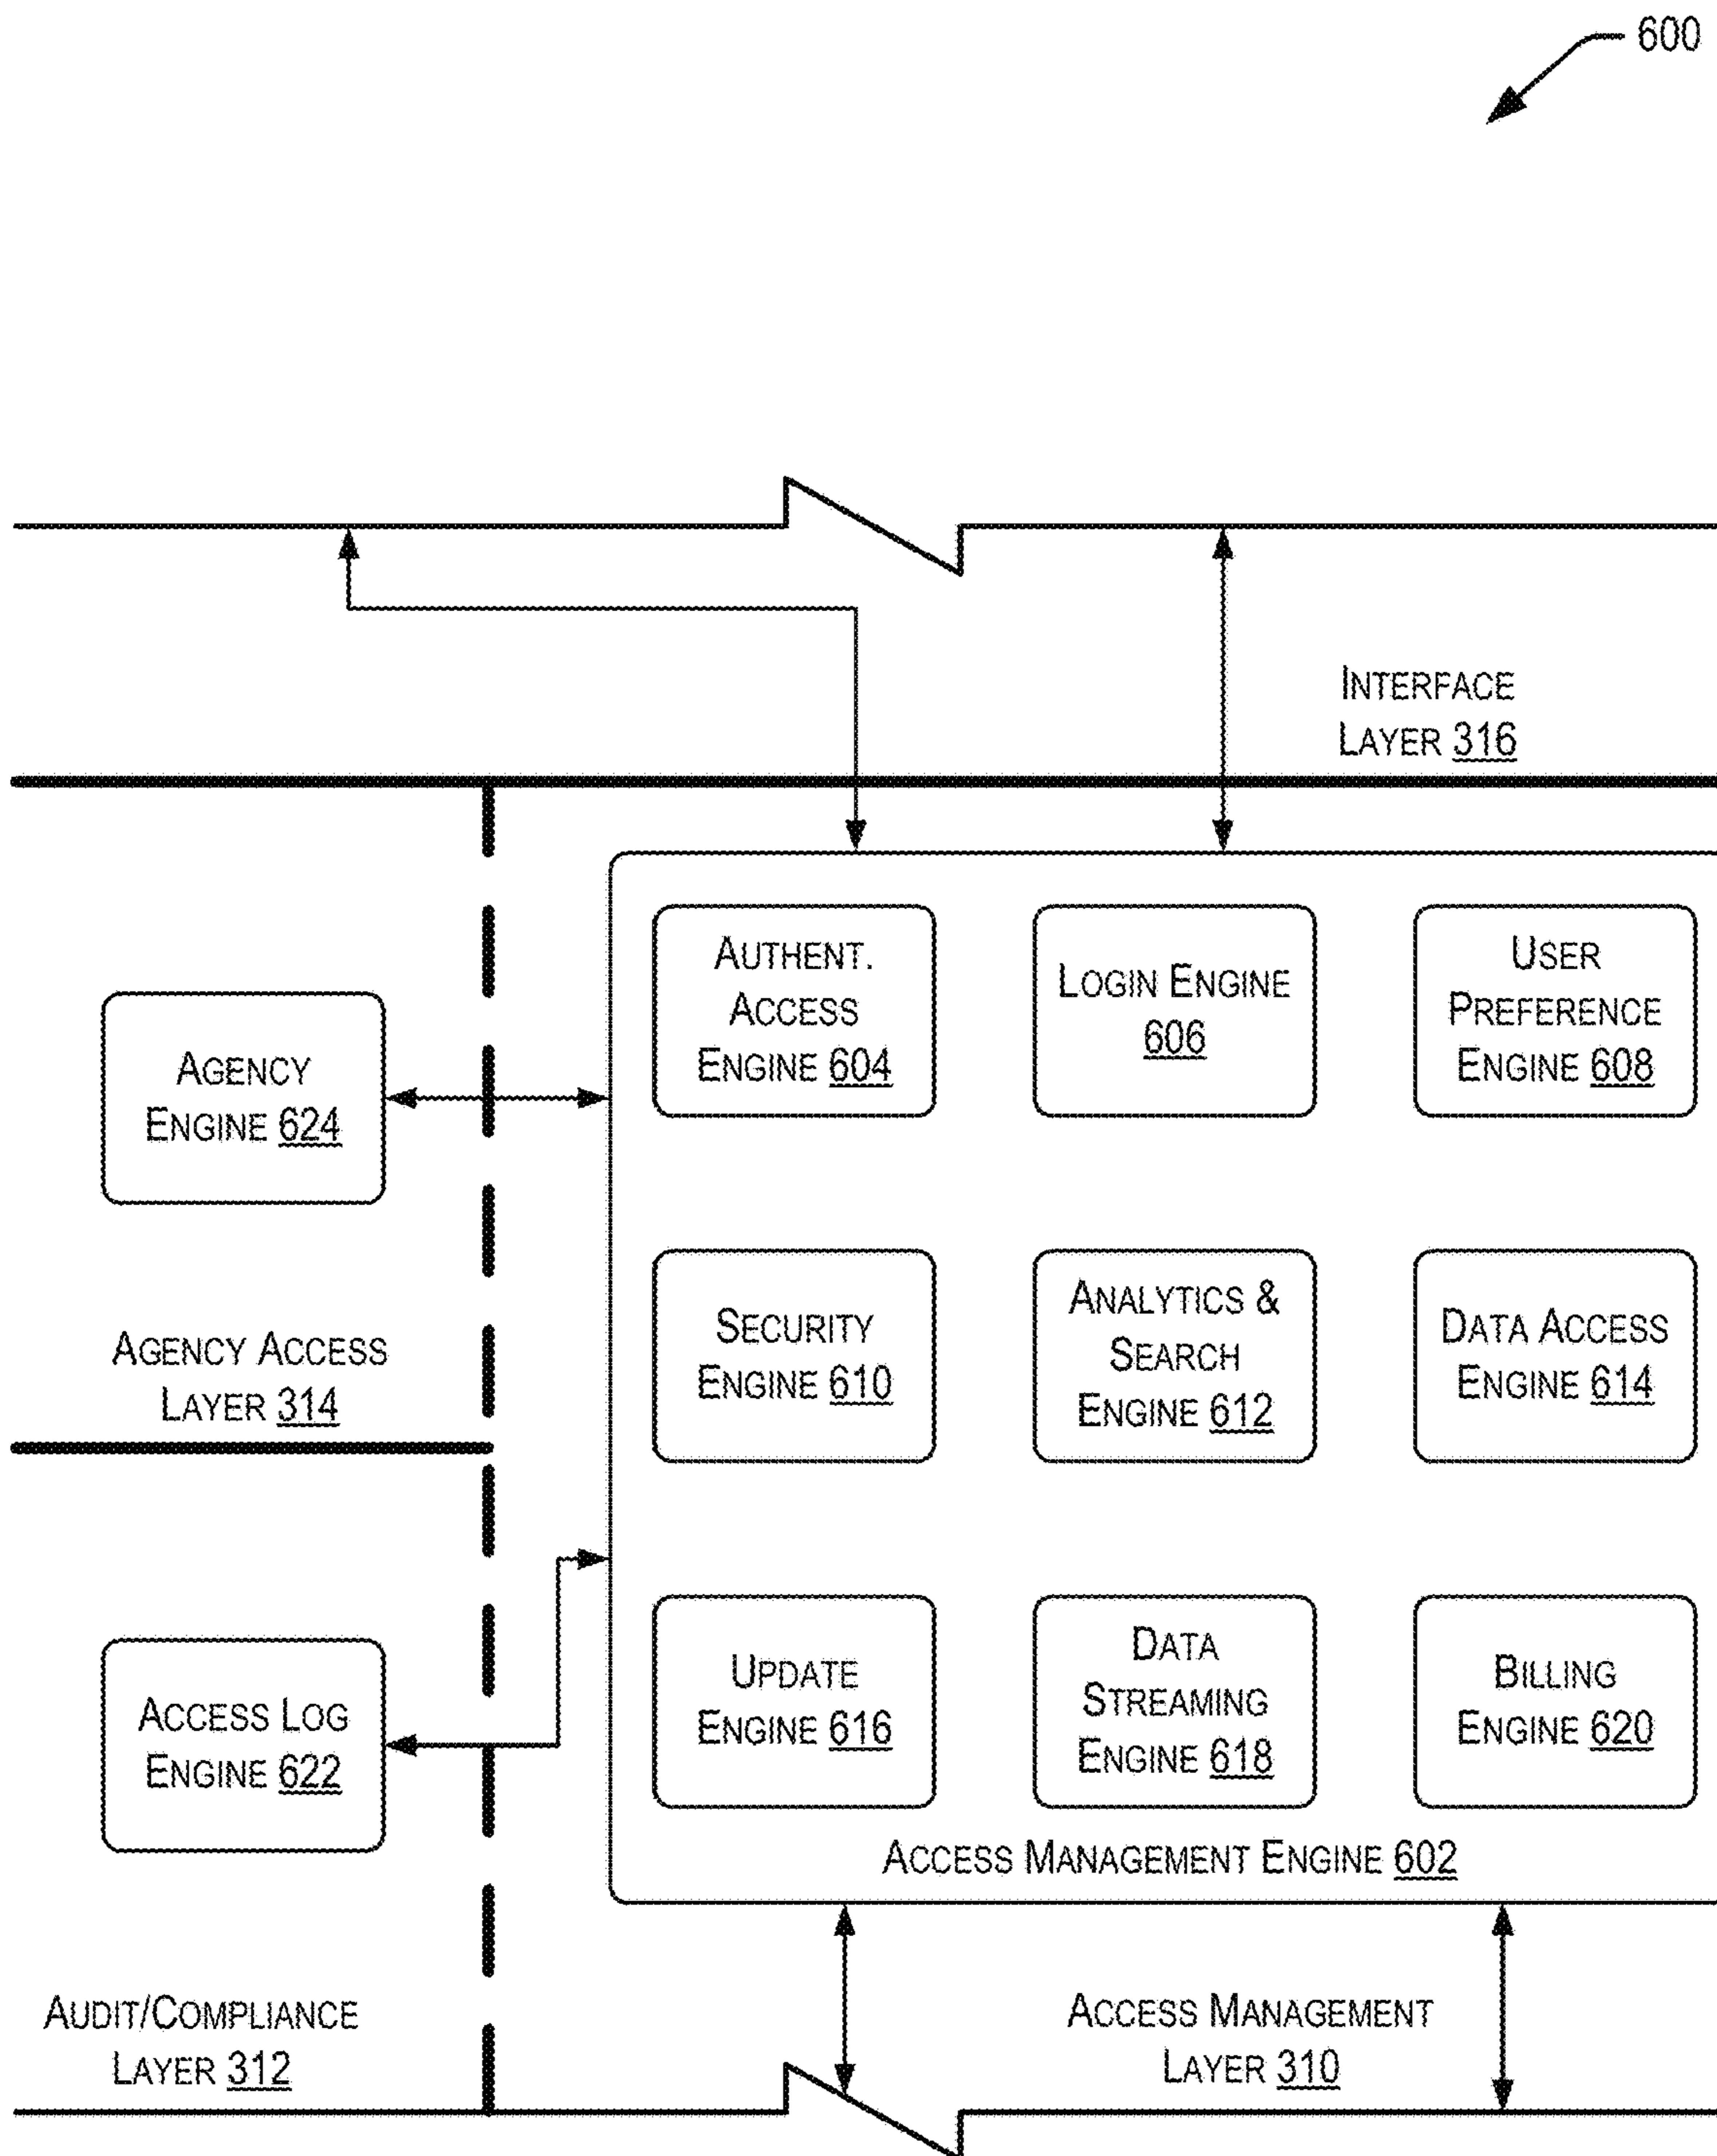 600
INTERFACE
LAYER 316
AUTHENT.
ACCESS
ENGINE 604
LOGIN ENGINE
606
USER
PREFERENCE
ENGINE 608
AGENCY
ENGINE 624
SECURITY
ENGINE 610
ANALYTICS &
SEARCH
ENGINE 612
DATA ACCESS
ENGINE 614
AGENCY ACCESS
LAYER 314
UPDATE
ENGINE 616
DATA
STREAMING
ENGINE 618
BILLING
ENGINE 620
ACCESS LOG
ENGINE 622
ACCESS MANAGEMENT ENGINE 602
AUDIT/COMPLIANCE
LAYER 312
ACCESS MANAGEMENT
LAYER 310